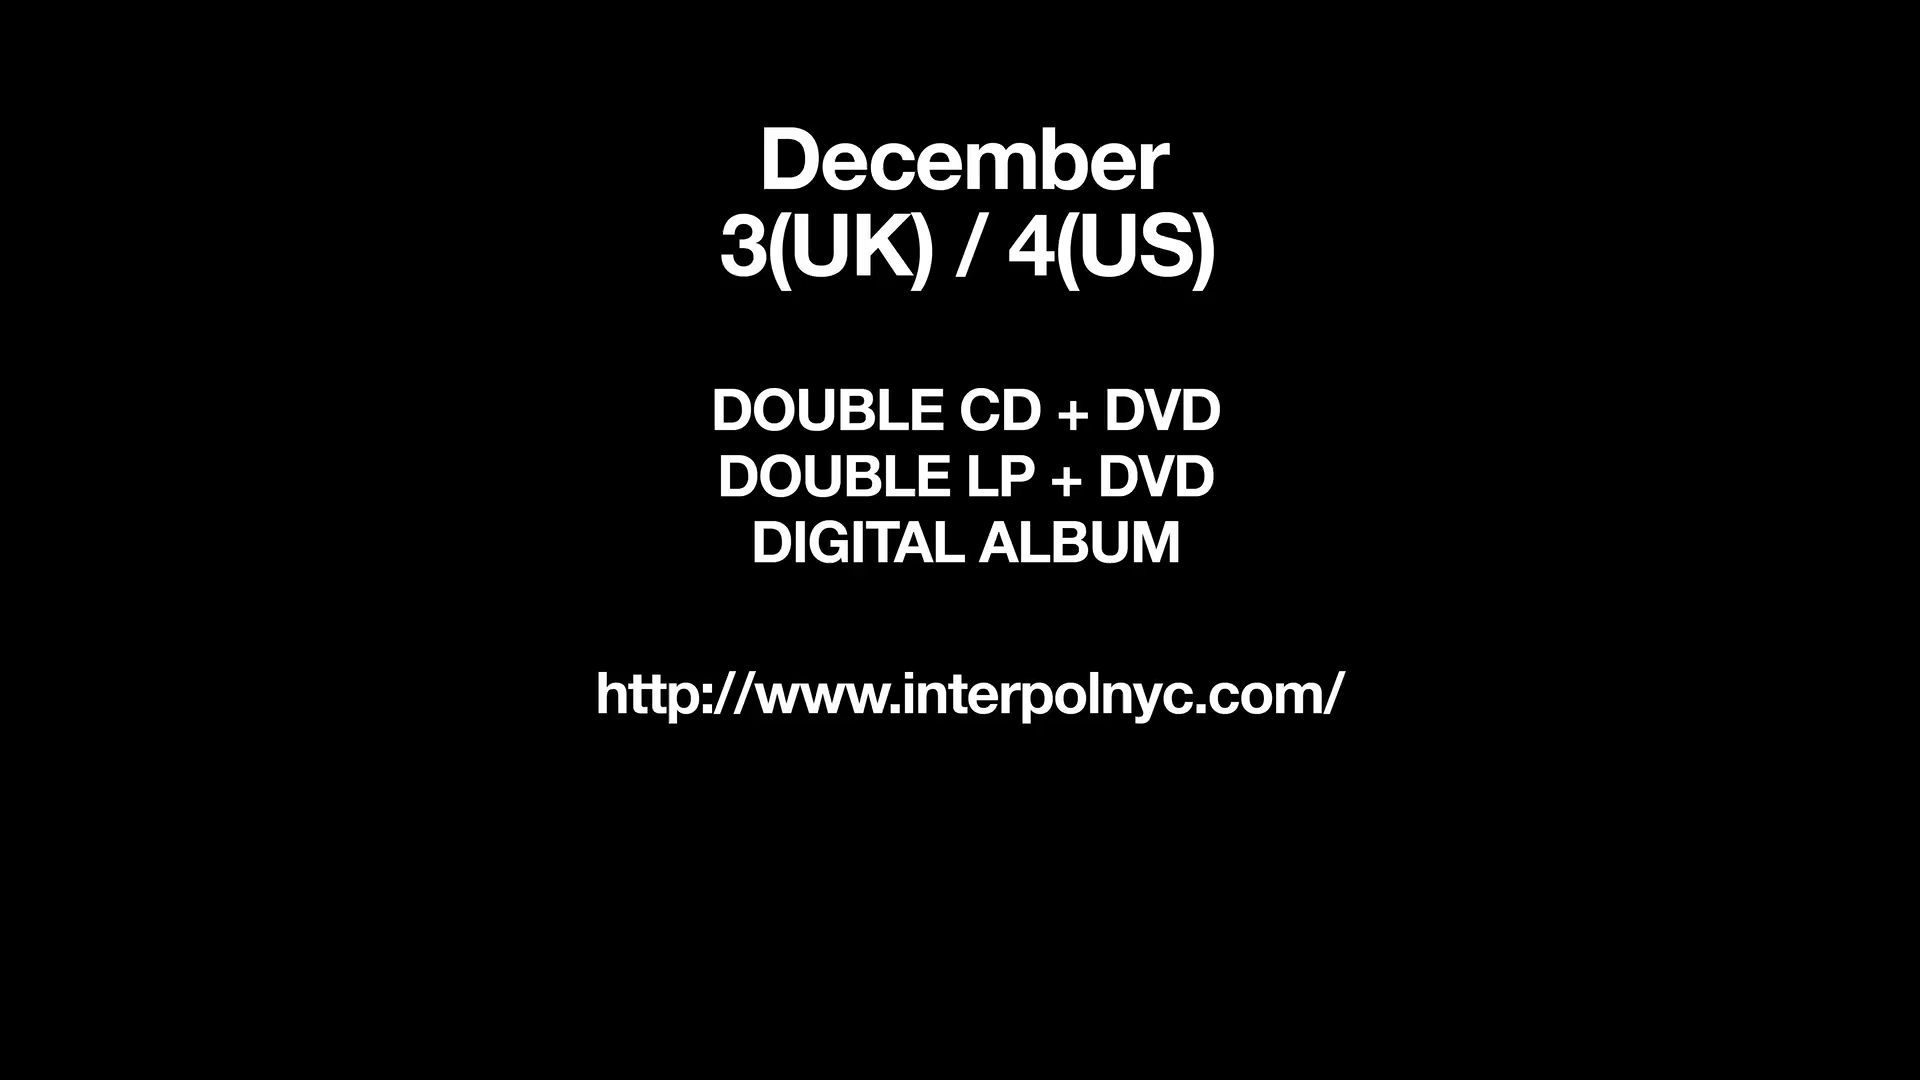 December
3(UK) / 4(US)
DOUBLE CD + DVD
DOUBLE LP + DVD
DIGITAL ALBUM
http://www.interpolnyc.com/